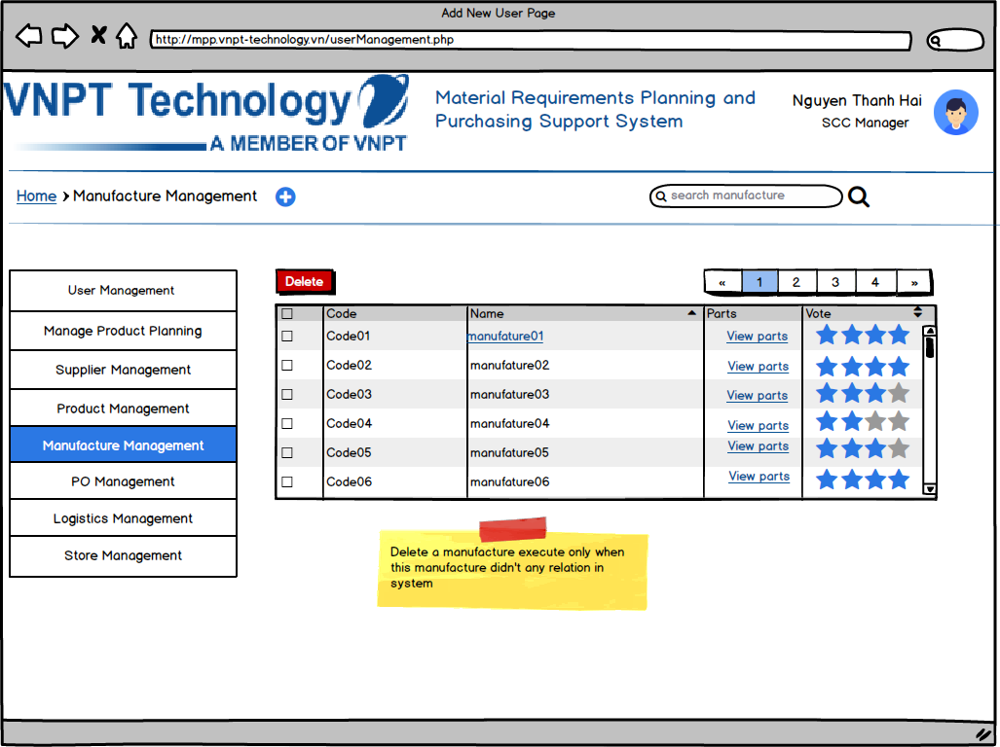 Add New User Page
http://mpp.vnpt-technology.vn/userManagement.php
VNPT Technology
A MEMBER OF VNPT
Material Requirements Planning and
Purchasing Support System
Nguyen Thanh Hai
SCC Manager
Home Manufacture Management
search manufacture
User Management
Manage Product Planning
Supplier Management
Product Management
Manufacture Management
PO Management
Logistics Management
Store Management
Delete
« 1 2 3 4 »
Code Name Parts Vote
Code01 manufature01 View parts
Code02 manufature02 View parts
Code03 manufature03 View parts
Code04 manufature04 View parts
Code05 manufature05 View parts
Code06 manufature06 View parts
Delete a manufacture execute only when
this manufacture didn't any relation in
system